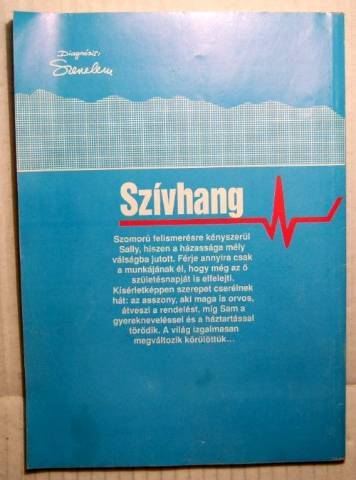 Diagnózis:
Szerelem
Szívhang
Szomorú felismerésre kényszerül
Sally, hiszen a házassága mély
válságba jutott. Férje annyira csak
a munkájának él, hogy még az ő
születésnapját is elfelejti.
Kísérletképpen szerepet cserélnek
hát: az asszony, aki maga is orvos,
átveszi a rendelést, míg Sam a
gyerekneveléssel és a háztartással
törődik. A világ izgalmasan
megváltozik körülöttük...